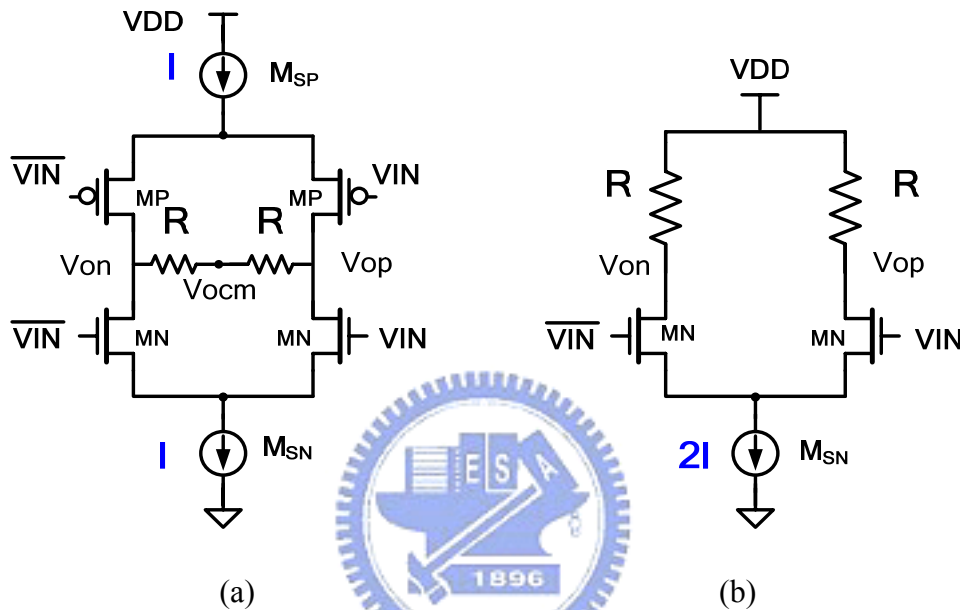 VDD
I
MSP
VIN
MP
MP
VIN
R
R
Von
Vocm
Vop
VIN
MN
MN
VIN
I
MSN
(a)
VDD
R
R
Von
Vop
VIN
MN
MN
VIN
2I
MSN
(b)
E S A
1896